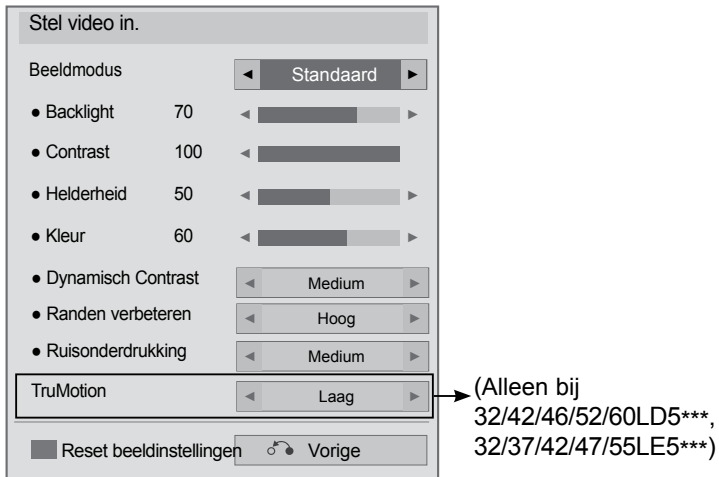 Stel video in.
Beeldmodus ◄ Standaard ►
● Backlight 70 ◄ ►
● Contrast 100 ◄
● Helderheid 50 ◄ ►
● Kleur 60 ◄ ►
● Dynamisch Contrast ◄ Medium ►
● Randen verbeteren ◄ Hoog ►
● Ruisonderdrukking ◄ Medium ►
TruMotion ◄ Laag ►
Reset beeldinstellingen Vorige
(Alleen bij
32/42/46/52/60LD5***,
32/37/42/47/55LE5***)